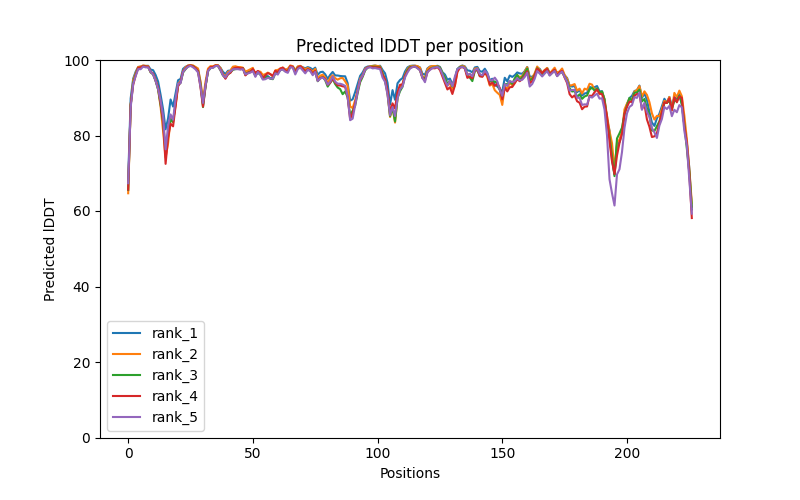 Predicted lDDT per position
100
80
60
40
20
0
Predicted lDDT
rank_1
rank_2
rank_3
rank_4
rank_5
0 50 100 150 200
Positions